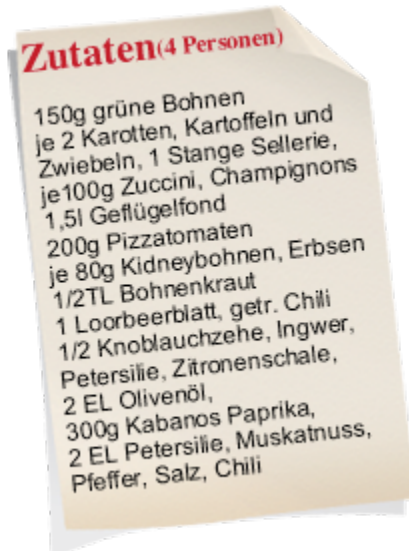 Zutaten(4 Personen)
150g grüne Bohnen
je 2 Karotten, Kartoffeln und
Zwiebeln, 1 Stange Sellerie,
je100g Zuccini, Champignons
1,5l Geflügelfond
200g Pizzatomaten
je 80g Kidneybohnen, Erbsen
1/2TL Bohnenkraut
1 Loorbeerblatt, getr. Chili
1/2 Knoblauchzehe, Ingwer,
Petersilie, Zitronenschale,
2 EL Olivenöl,
300g Kabanos Paprika,
2 EL Petersilie, Muskatnuss,
Pfeffer, Salz, Chili